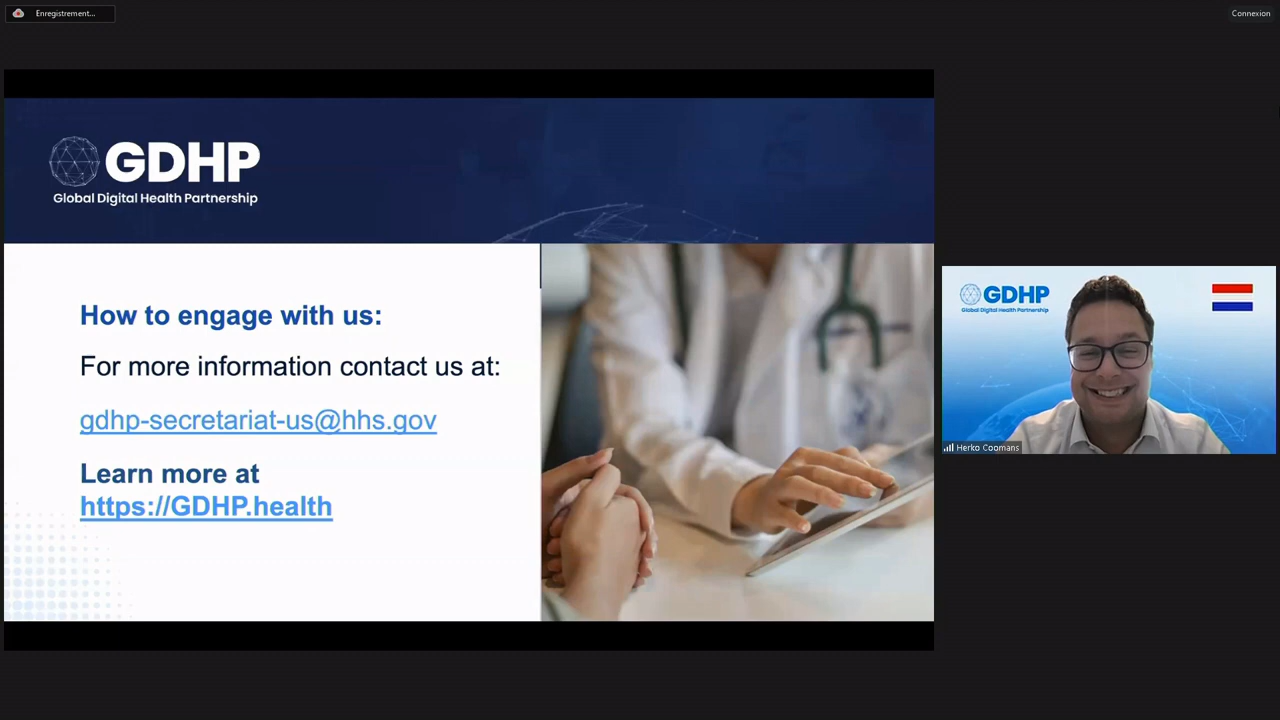 Enregistrement...
Connexion
GDHP
Global Digital Health Partnership
How to engage with us:
For more information contact us at:
gdhp-secretariat-us@hhs.gov
Learn more at
https://GDHP.health
GDHP
Global Digital Health Partnership
Herko Coomans